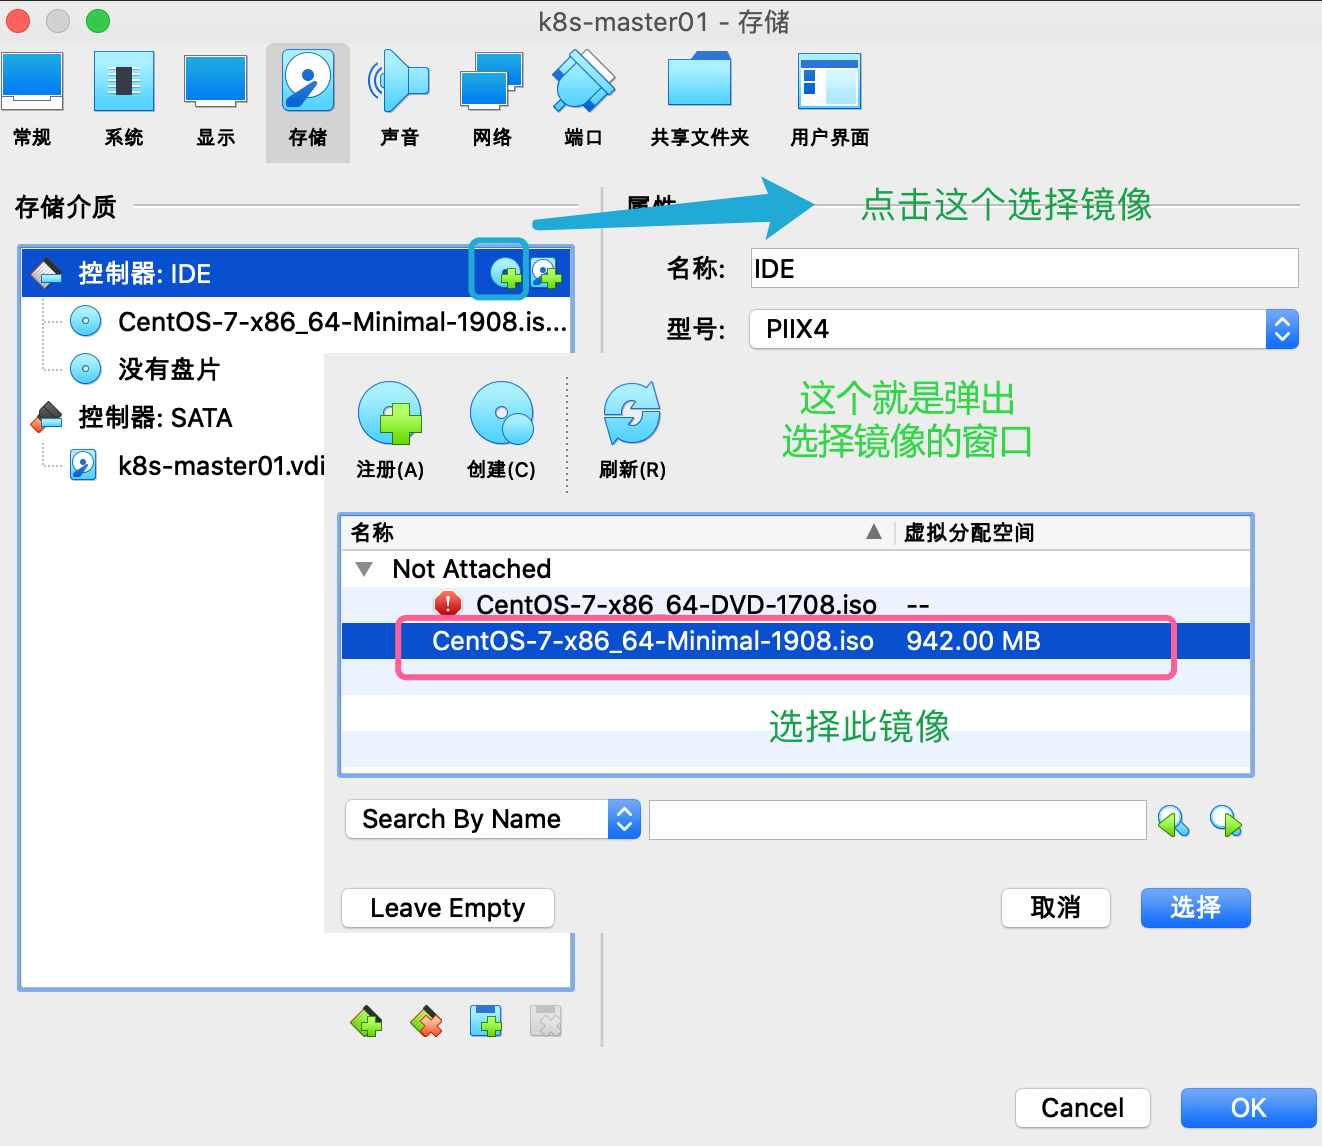 k8s-master01 - 存储
常规
系统
显示
存储
声音
网络
端口
共享文件夹
用户界面
存储介质
属性
点击这个选择镜像
控制器: IDE
CentOS-7-x86_64-Minimal-1908.is...
没有盘片
控制器: SATA
k8s-master01.vdi
名称:
IDE
型号:
PIIX4
这个就是弹出
选择镜像的窗口
注册(A)
创建(C)
刷新(R)
名称
虚拟分配空间
Not Attached
CentOS-7-x86_64-DVD-1708.iso
--
CentOS-7-x86_64-Minimal-1908.iso
942.00 MB
选择此镜像
Search By Name
Leave Empty
取消
选择
Cancel
OK